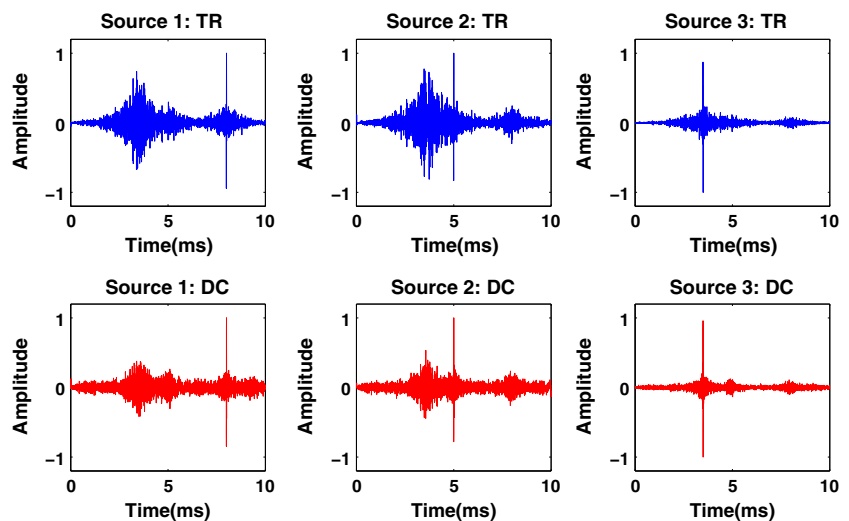 Source 1: TR
Source 2: TR
Source 3: TR
Amplitude
1
0
−1
0
5
10
Time(ms)
Amplitude
1
0
−1
0
5
10
Time(ms)
Amplitude
1
0
−1
0
5
10
Time(ms)
Source 1: DC
Source 2: DC
Source 3: DC
Amplitude
1
0
−1
0
5
10
Time(ms)
Amplitude
1
0
−1
0
5
10
Time(ms)
Amplitude
1
0
−1
0
5
10
Time(ms)